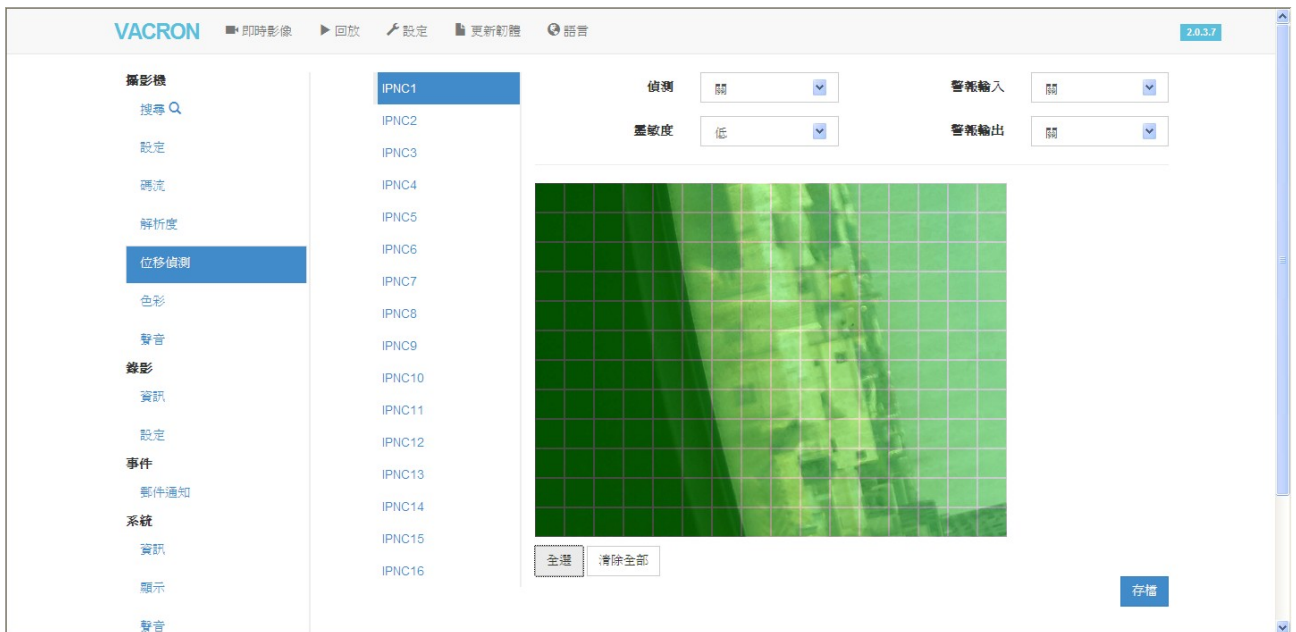 VACRON 即時影像 回放 設定 更新韌體 語言 2.0.3.7
攝影機
搜尋
設定
碼流
解析度
位移偵測
色彩
聲音
錄影
資訊
設定
事件
郵件通知
系統
資訊
顯示
聲音
IPNC1
IPNC2
IPNC3
IPNC4
IPNC5
IPNC6
IPNC7
IPNC8
IPNC9
IPNC10
IPNC11
IPNC12
IPNC13
IPNC14
IPNC15
IPNC16
偵測 關 警報輸入 關
靈敏度 低 警報輸出 關
全選 清除全部
存檔